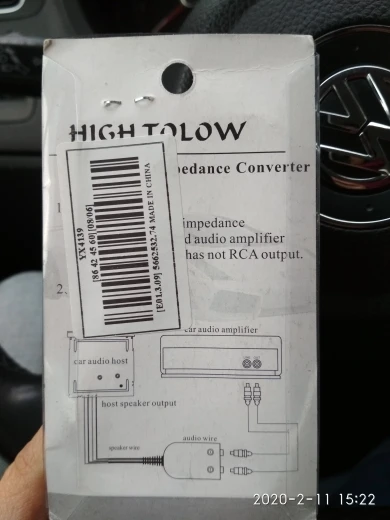 HIGH TOLOW
pedance Converter
1
impedance
d audio amplifier
has not RCA output.
2.
YX4139
[86 42 45 60][08/06]
[E01.3.09] 5662532.74 MADE IN CHINA
car audio amplifier
car audio host
host speaker output
audio wire
speaker wire
2020-2-11 15:22